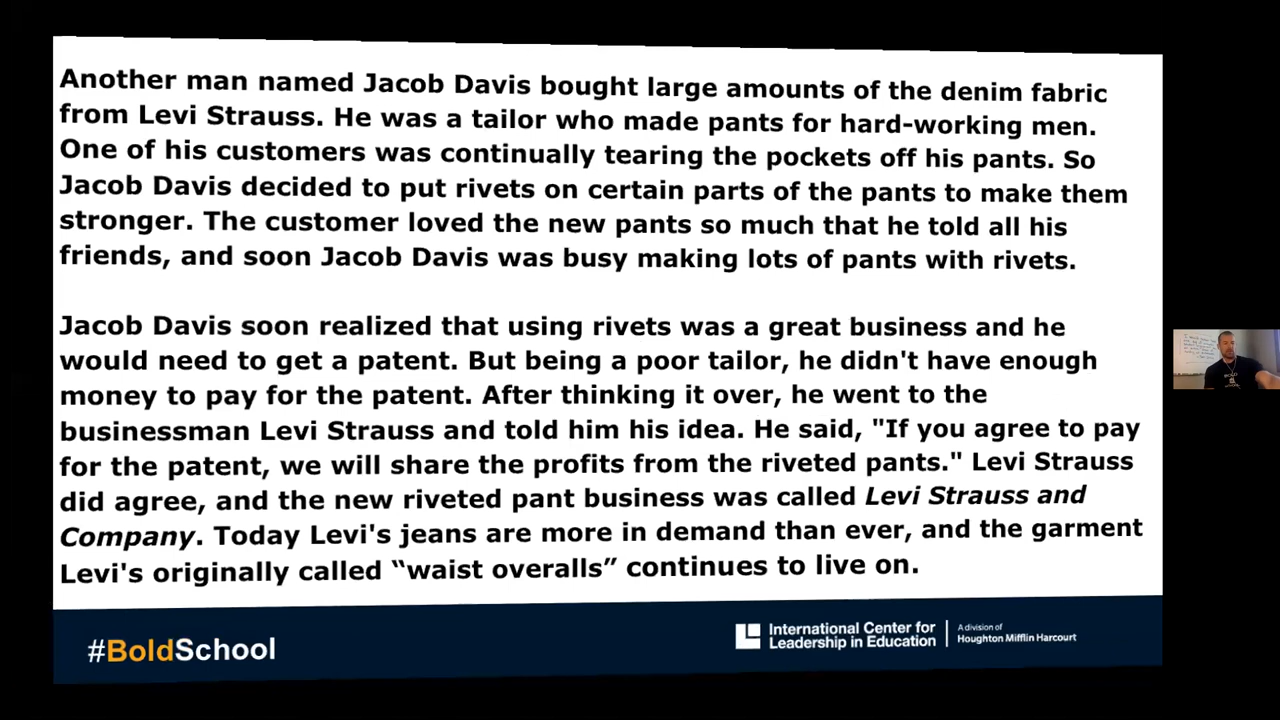 Another man named Jacob Davis bought large amounts of the denim fabric
from Levi Strauss. He was a tailor who made pants for hard-working men.
One of his customers was continually tearing the pockets off his pants. So
Jacob Davis decided to put rivets on certain parts of the pants to make them
stronger. The customer loved the new pants so much that he told all his
friends, and soon Jacob Davis was busy making lots of pants with rivets.
Jacob Davis soon realized that using rivets was a great business and he
would need to get a patent. But being a poor tailor, he didn't have enough
money to pay for the patent. After thinking it over, he went to the
businessman Levi Strauss and told him his idea. He said, "If you agree to pay
for the patent, we will share the profits from the riveted pants." Levi Strauss
did agree, and the new riveted pant business was called Levi Strauss and
Company. Today Levi's jeans are more in demand than ever, and the garment
Levi's originally called “waist overalls” continues to live on.
#BoldSchool
International Center for
Leadership in Education
A division of
Houghton Mifflin Harcourt